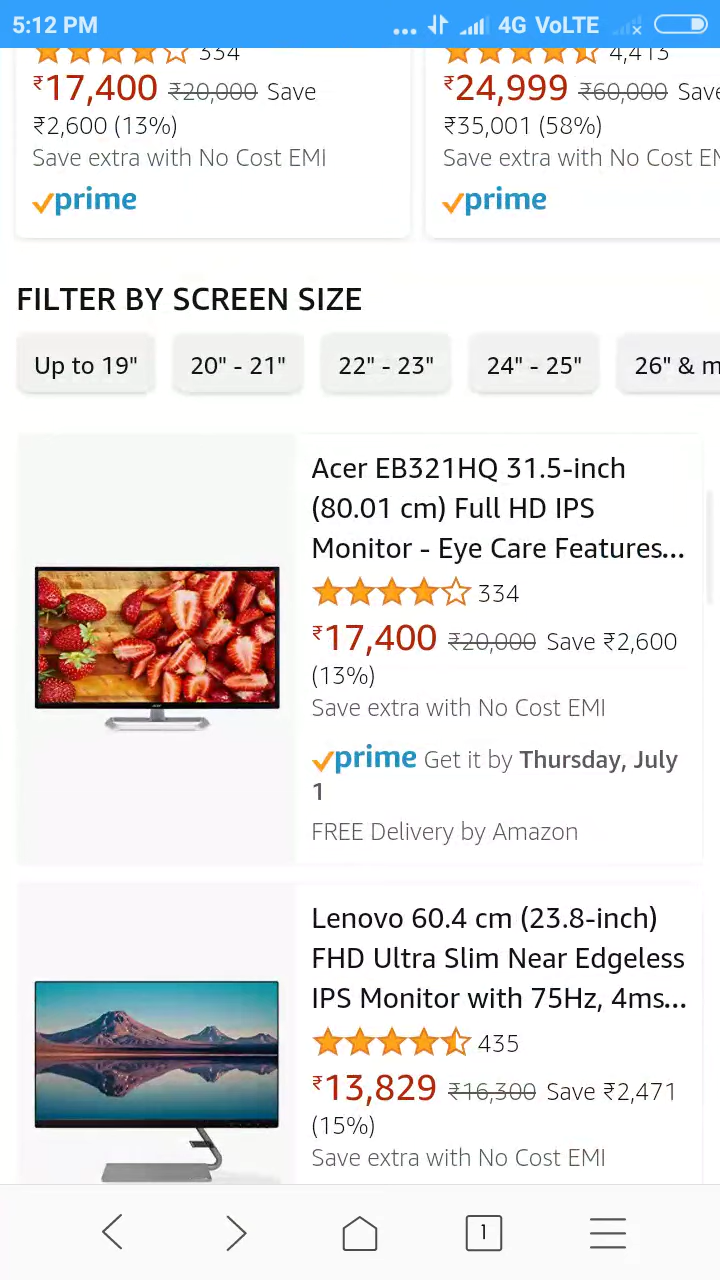 5:12 PM ... 4G VoLTE
334 4,413
₹17,400 ₹20,000 Save
₹2,600 (13%)
Save extra with No Cost EMI
prime
₹24,999 ₹60,000 Save
₹35,001 (58%)
Save extra with No Cost EM
prime
FILTER BY SCREEN SIZE
Up to 19" 20" - 21" 22" - 23" 24" - 25" 26" & m
Acer EB321HQ 31.5-inch
(80.01 cm) Full HD IPS
Monitor - Eye Care Features...
334
₹17,400 ₹20,000 Save ₹2,600
(13%)
Save extra with No Cost EMI
prime Get it by Thursday, July
1
FREE Delivery by Amazon
Lenovo 60.4 cm (23.8-inch)
FHD Ultra Slim Near Edgeless
IPS Monitor with 75Hz, 4ms...
435
₹13,829 ₹16,300 Save ₹2,471
(15%)
Save extra with No Cost EMI
1